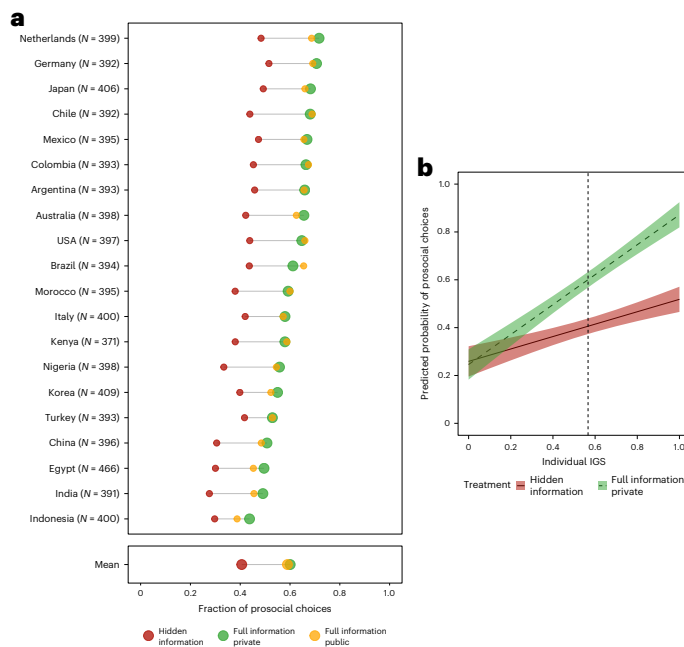 a
Netherlands (N = 399)
Germany (N = 392)
Japan (N = 406)
Chile (N = 392)
Mexico (N = 395)
Colombia (N = 393)
Argentina (N = 393)
Australia (N = 398)
USA (N = 397)
Brazil (N = 394)
Morocco (N = 395)
Italy (N = 400)
Kenya (N = 371)
Nigeria (N = 398)
Korea (N = 409)
Turkey (N = 393)
China (N = 396)
Egypt (N = 466)
India (N = 391)
Indonesia (N = 400)
Mean
0 0.2 0.4 0.6 0.8 1.0
Fraction of prosocial choices
Hidden
information
Full information
private
Full information
public
b
Predicted probability of prosocial choices
1.0
0.8
0.6
0.4
0.2
0
0 0.2 0.4 0.6 0.8 1.0
Individual IGS
Treatment
Hidden
information
Full information
private